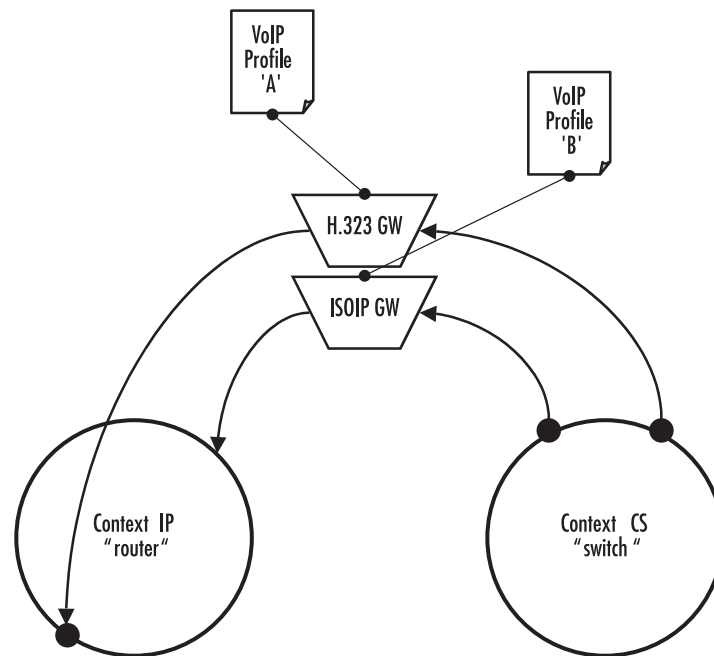 VoIP
Profile
'A'
VoIP
Profile
'B'
H.323 GW
ISOIP GW
Context IP
“router“
Context CS
“switch“